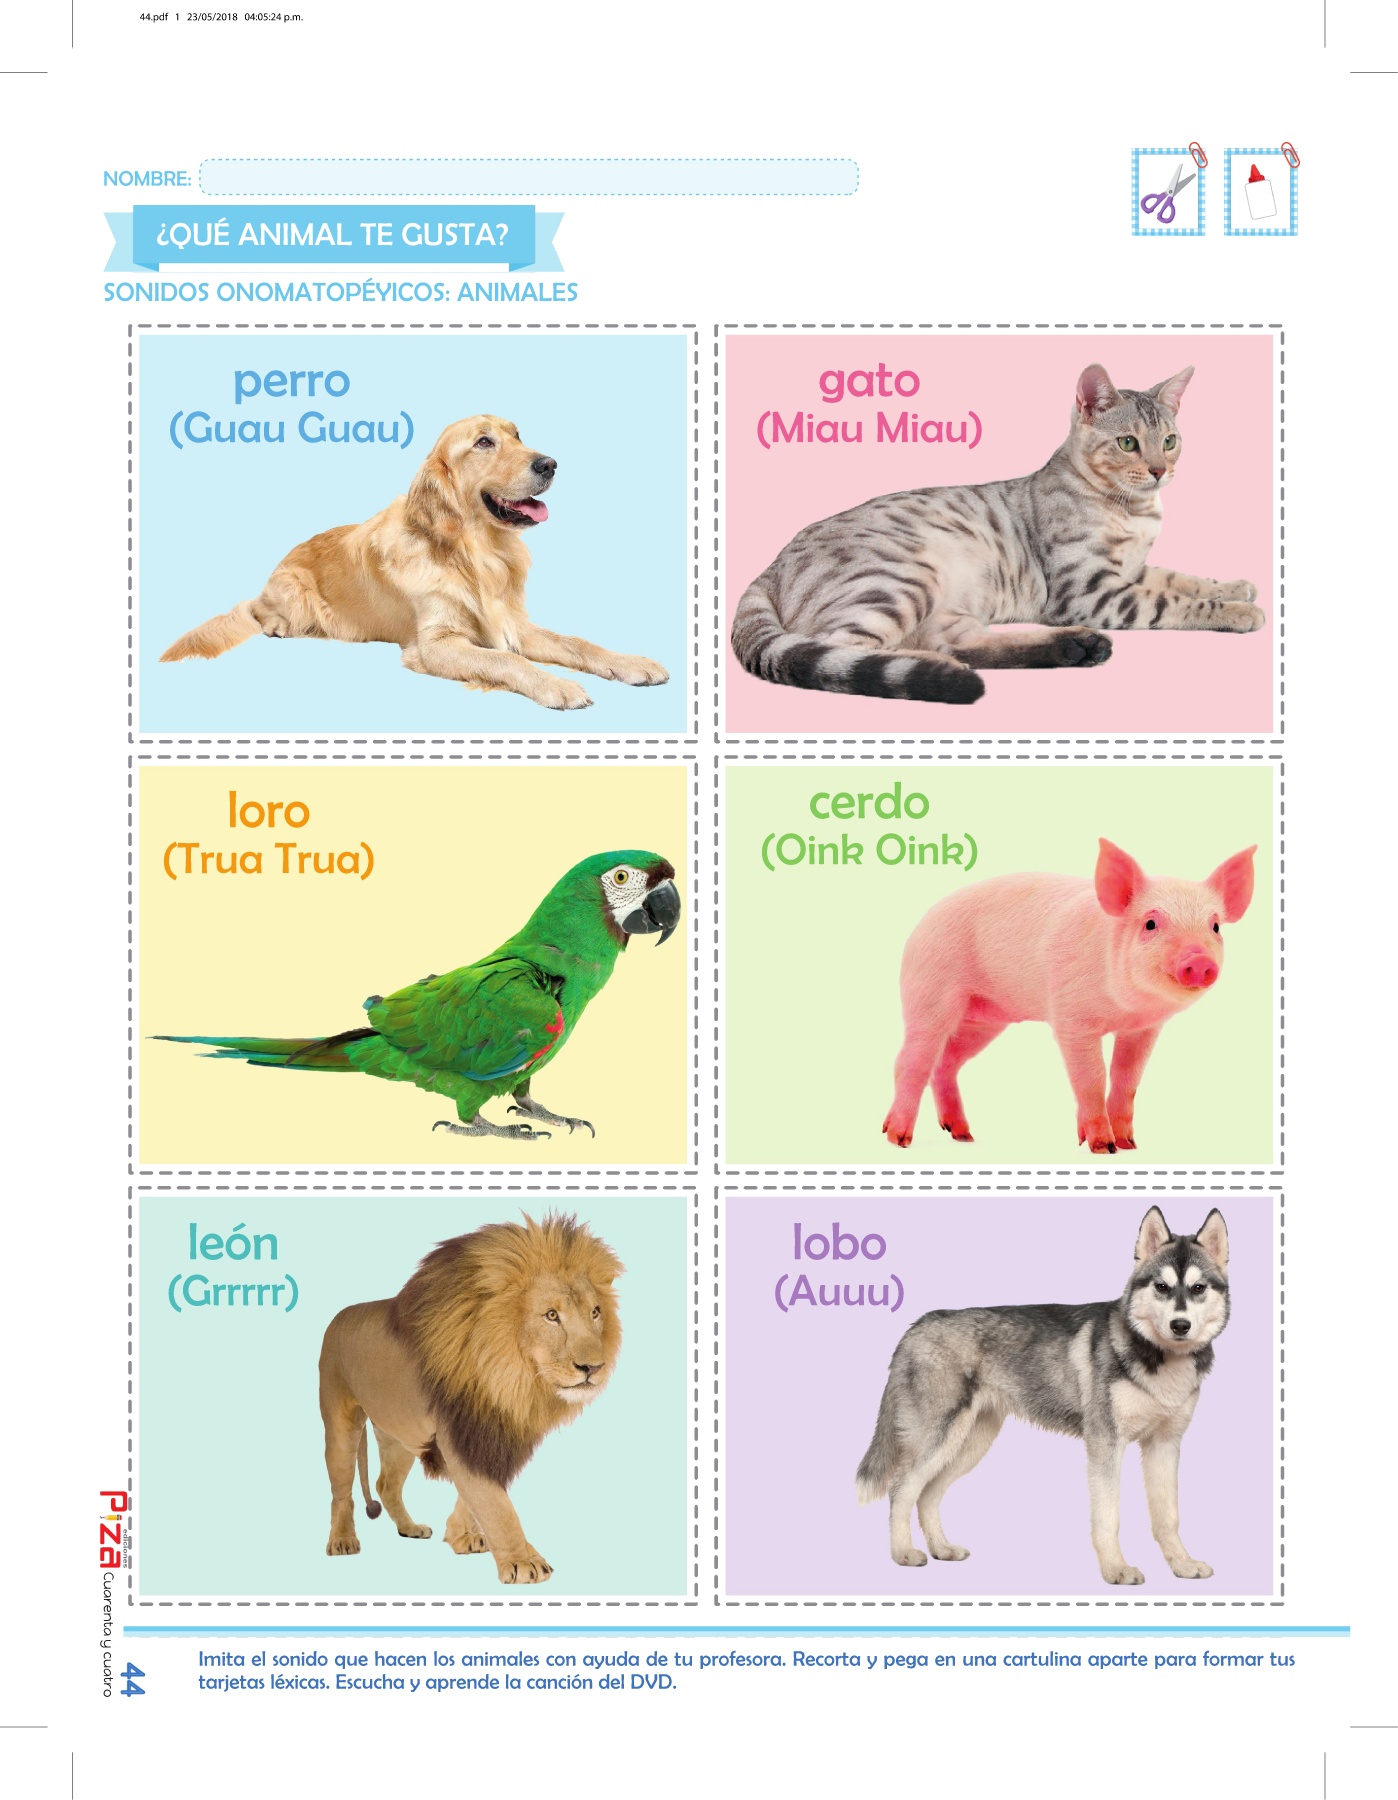 44.pdf 1 23/05/2018 04:05:24 p.m.
NOMBRE:
¿QUÉ ANIMAL TE GUSTA?
SONIDOS ONOMATOPÉYICOS: ANIMALES
perro
(Guau Guau)
gato
(Miau Miau)
loro
(Trua Trua)
cerdo
(Oink Oink)
león
(Grrrrr)
lobo
(Auuu)
Piza
ediciones
Cuarenta y cuatro
44
Imita el sonido que hacen los animales con ayuda de tu profesora. Recorta y pega en una cartulina aparte para formar tus
tarjetas léxicas. Escucha y aprende la canción del DVD.